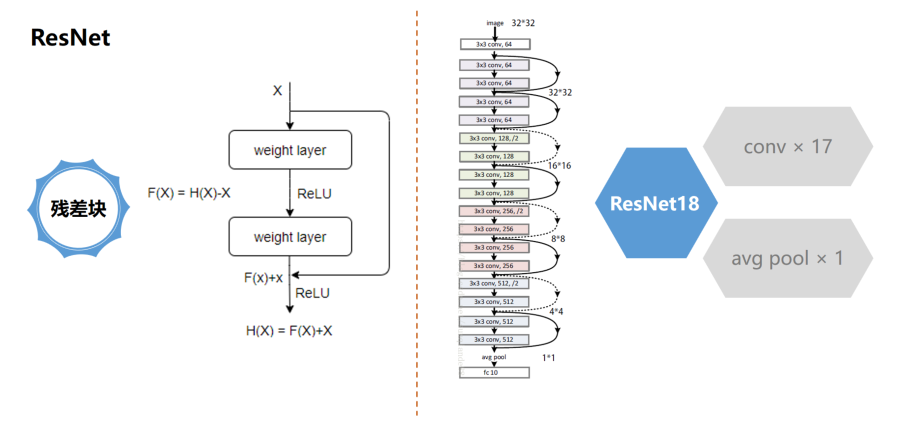 ResNet
残差块
X
weight layer
F(X) = H(X)-X
ReLU
weight layer
F(x)+x
ReLU
H(X) = F(X)+X
image 32*32
3x3 conv, 64
3x3 conv, 64
3x3 conv, 64
32*32
3x3 conv, 64
3x3 conv, 64
3x3 conv, 128, /2
3x3 conv, 128
16*16
3x3 conv, 128
3x3 conv, 128
3x3 conv, 256, /2
3x3 conv, 256
8*8
3x3 conv, 256
3x3 conv, 256
3x3 conv, 512, /2
3x3 conv, 512
4*4
3x3 conv, 512
3x3 conv, 512
avg pool 1*1
fc 10
ResNet18
conv × 17
avg pool × 1